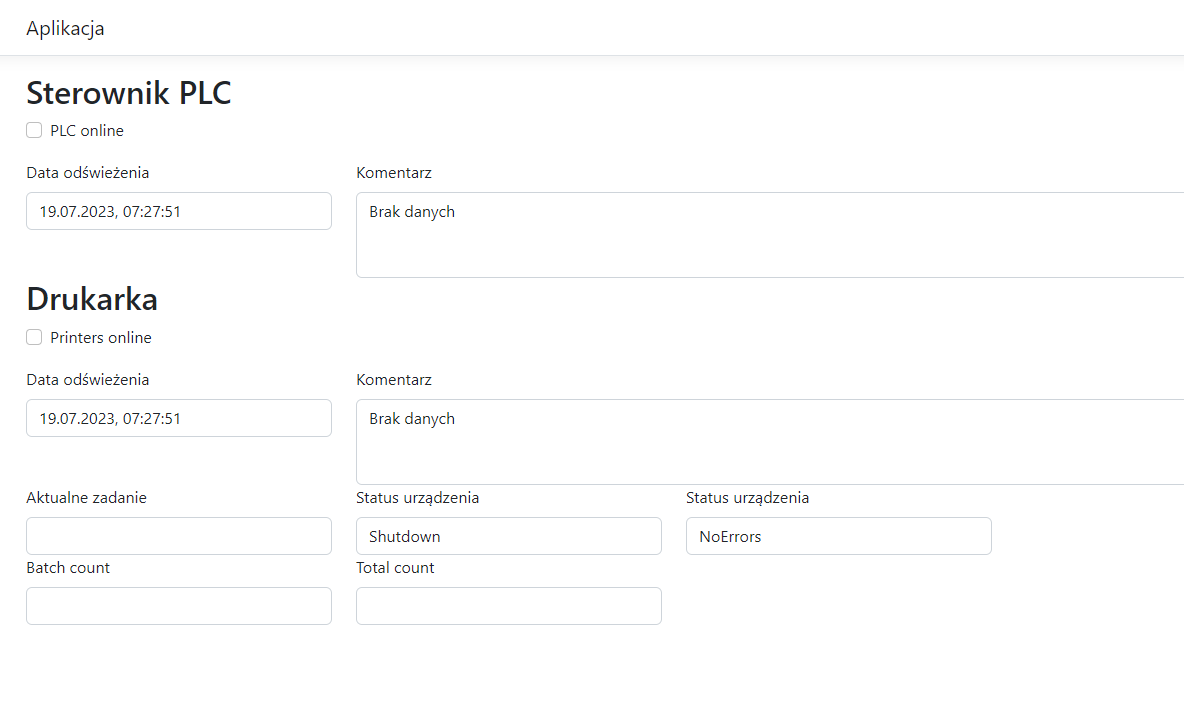 Aplikacja
Sterownik PLC
PLC online
Data odświeżenia Komentarz
19.07.2023, 07:27:51 Brak danych
Drukarka
Printers online
Data odświeżenia Komentarz
19.07.2023, 07:27:51 Brak danych
Aktualne zadanie Status urządzenia Status urządzenia
Shutdown NoErrors
Batch count Total count